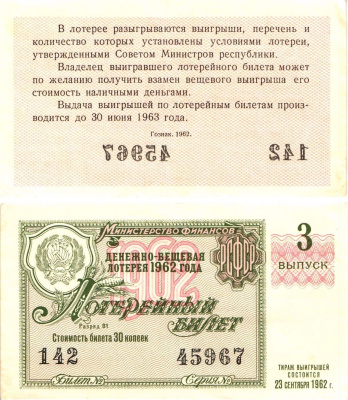 В лотерее разыгрываются выигрыши, перечень и
количество которых установлены условиями лотереи,
утвержденными Советом Министров республики.
Владелец выигравшего лотерейного билета может
по желанию получить взамен вещевого выигрыша его
стоимость наличными деньгами.
Выдача выигрышей по лотерейным билетам произ-
водится до 30 июня 1963 года.
Гознак. 1962.
45967 142
Министерство Финансов
РСФСР
3
ВЫПУСК
1962
ДЕНЕЖНО-ВЕЩЕВАЯ
ЛОТЕРЕЯ 1962 ГОДА
Лотерейный
БИЛЕТ
Разряд 01
Стоимость билета 30 копеек
142 45967
Билет № Серия №
ТИРАЖ ВЫИГРЫШЕЙ
СОСТОИТСЯ
23 СЕНТЯБРЯ 1962 г.